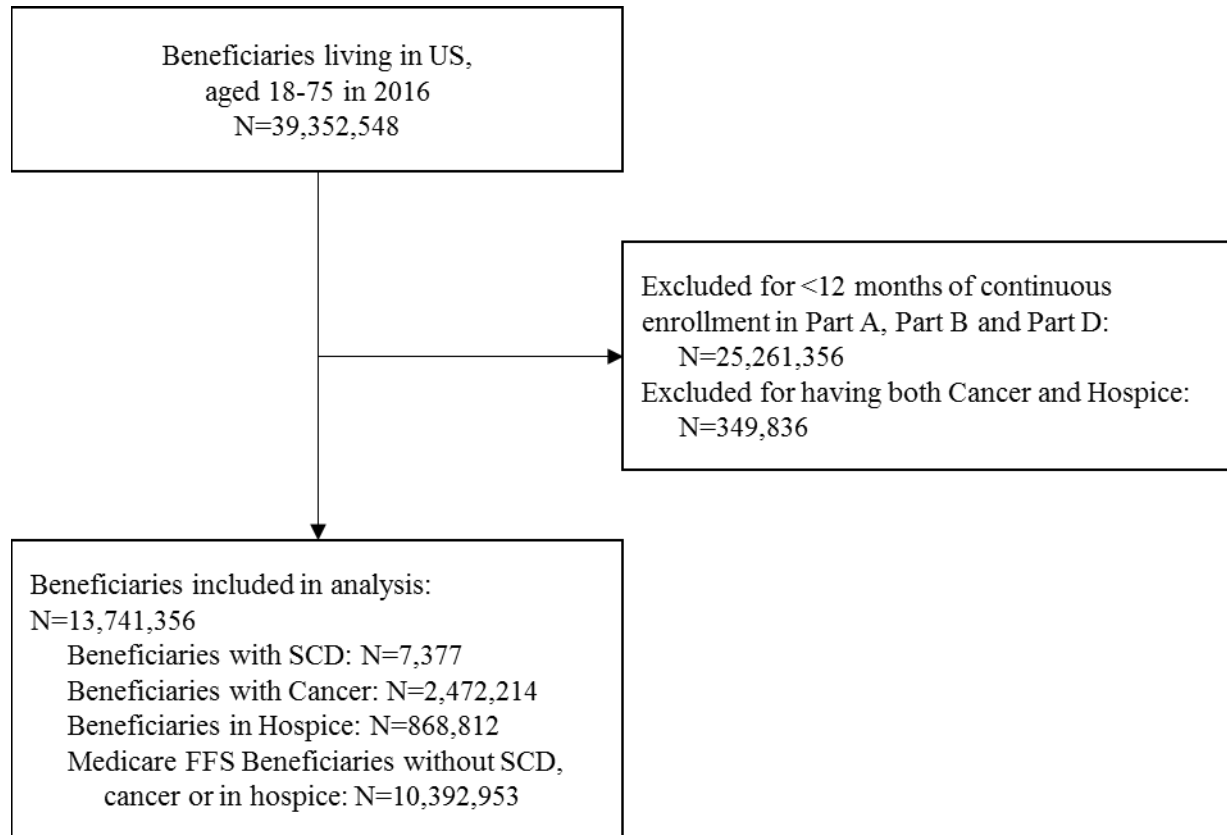 Beneficiaries living in US,
aged 18-75 in 2016
N=39,352,548
Excluded for <12 months of continuous
enrollment in Part A, Part B and Part D:
N=25,261,356
Excluded for having both Cancer and Hospice:
N=349,836
Beneficiaries included in analysis:
N=13,741,356
Beneficiaries with SCD: N=7,377
Beneficiaries with Cancer: N=2,472,214
Beneficiaries in Hospice: N=868,812
Medicare FFS Beneficiaries without SCD,
cancer or in hospice: N=10,392,953